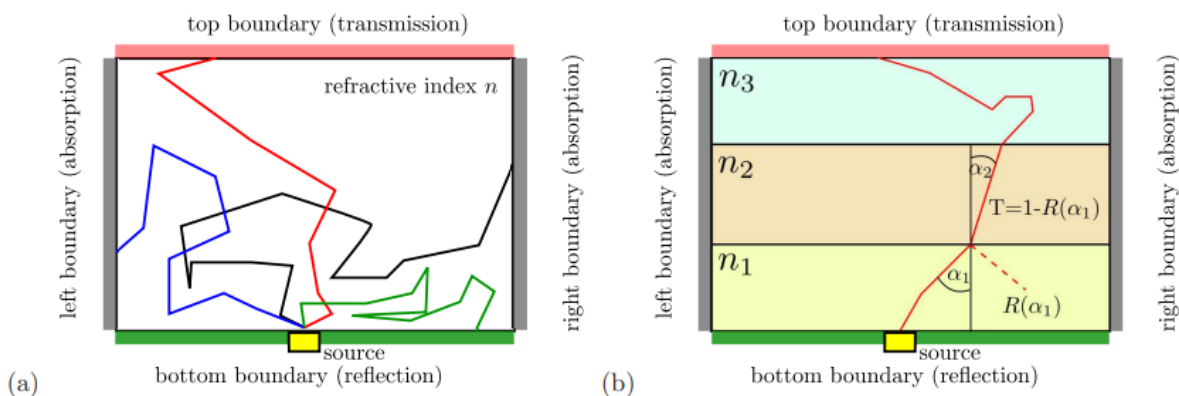 top boundary (transmission)
left boundary (absorption)
refractive index n
right boundary (absorption)
source
bottom boundary (reflection)
(a)
top boundary (transmission)
left boundary (absorption)
n₃
n₂
α₂
T=1-R(α₁)
n₁
α₁
R(α₁)
right boundary (absorption)
source
bottom boundary (reflection)
(b)